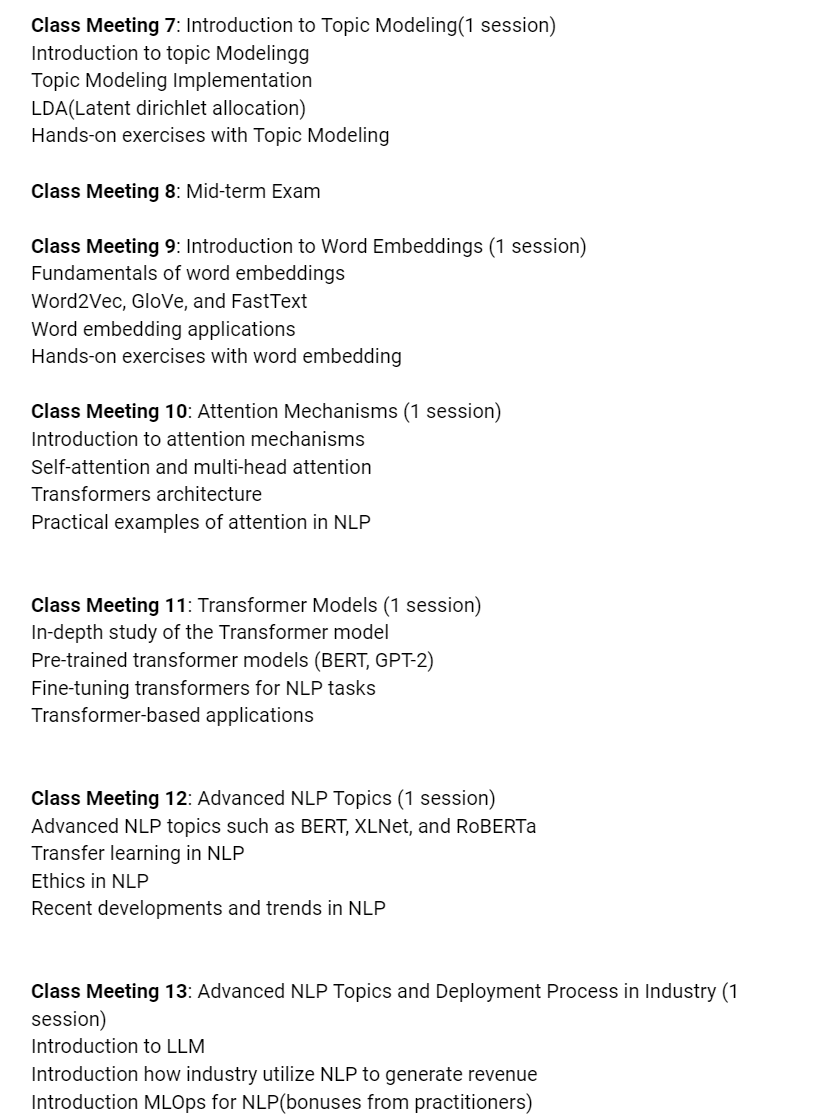 Class Meeting 7: Introduction to Topic Modeling(1 session)
Introduction to topic Modelingg
Topic Modeling Implementation
LDA(Latent dirichlet allocation)
Hands-on exercises with Topic Modeling
Class Meeting 8: Mid-term Exam
Class Meeting 9: Introduction to Word Embeddings (1 session)
Fundamentals of word embeddings
Word2Vec, GloVe, and FastText
Word embedding applications
Hands-on exercises with word embedding
Class Meeting 10: Attention Mechanisms (1 session)
Introduction to attention mechanisms
Self-attention and multi-head attention
Transformers architecture
Practical examples of attention in NLP
Class Meeting 11: Transformer Models (1 session)
In-depth study of the Transformer model
Pre-trained transformer models (BERT, GPT-2)
Fine-tuning transformers for NLP tasks
Transformer-based applications
Class Meeting 12: Advanced NLP Topics (1 session)
Advanced NLP topics such as BERT, XLNet, and RoBERTa
Transfer learning in NLP
Ethics in NLP
Recent developments and trends in NLP
Class Meeting 13: Advanced NLP Topics and Deployment Process in Industry (1
session)
Introduction to LLM
Introduction how industry utilize NLP to generate revenue
Introduction MLOps for NLP(bonuses from practitioners)